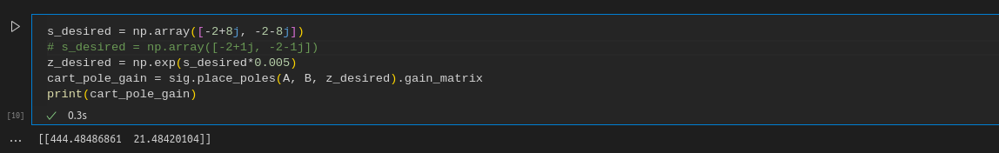 s_desired = np.array([-2+8j, -2-8j])
# s_desired = np.array([-2+1j, -2-1j])
z_desired = np.exp(s_desired*0.005)
cart_pole_gain = sig.place_poles(A, B, z_desired).gain_matrix
print(cart_pole_gain)
[10] ✓ 0.3s
... [[444.48486861  21.48420104]]